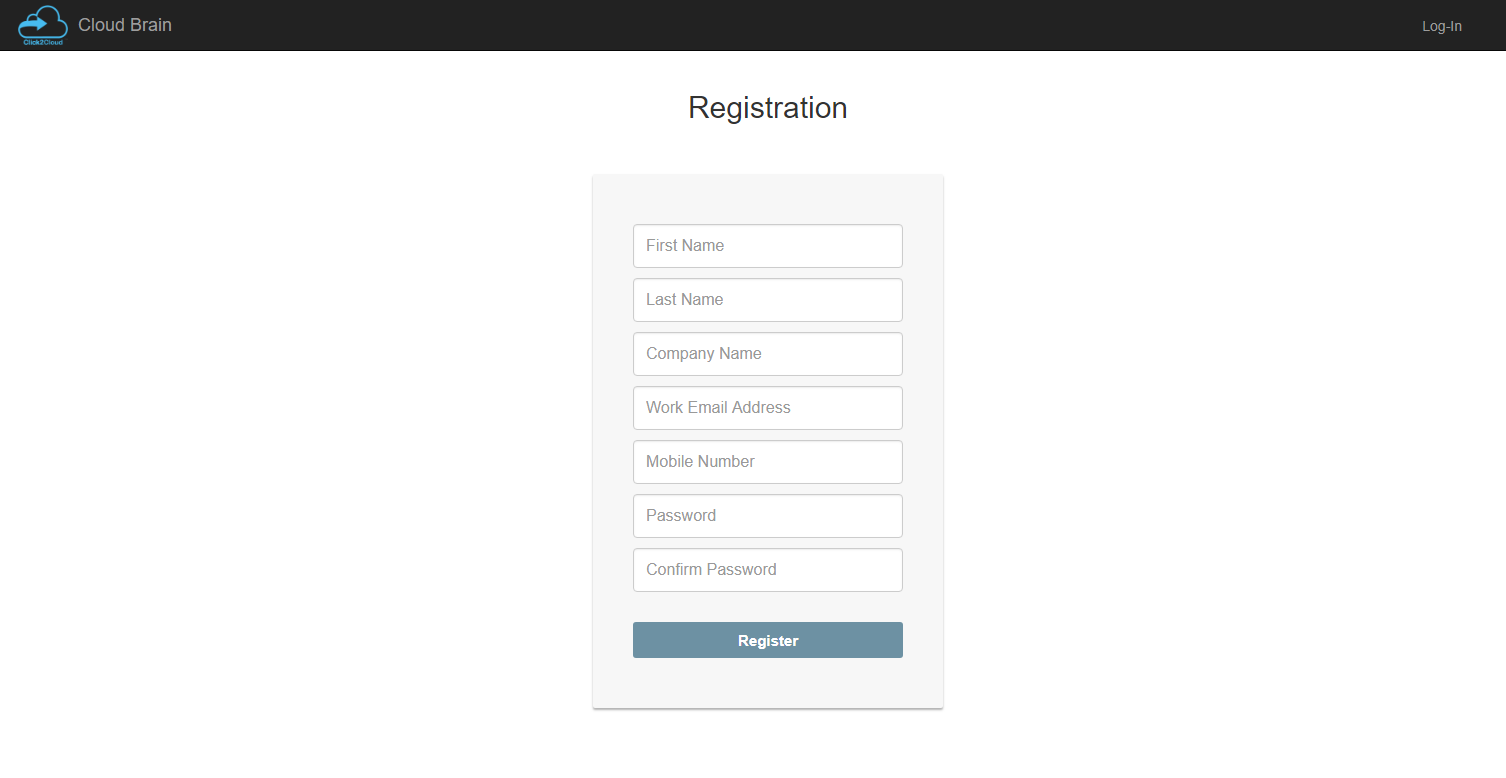 Click2Cloud
Cloud Brain
Log-In
Registration
First Name
Last Name
Company Name
Work Email Address
Mobile Number
Password
Confirm Password
Register